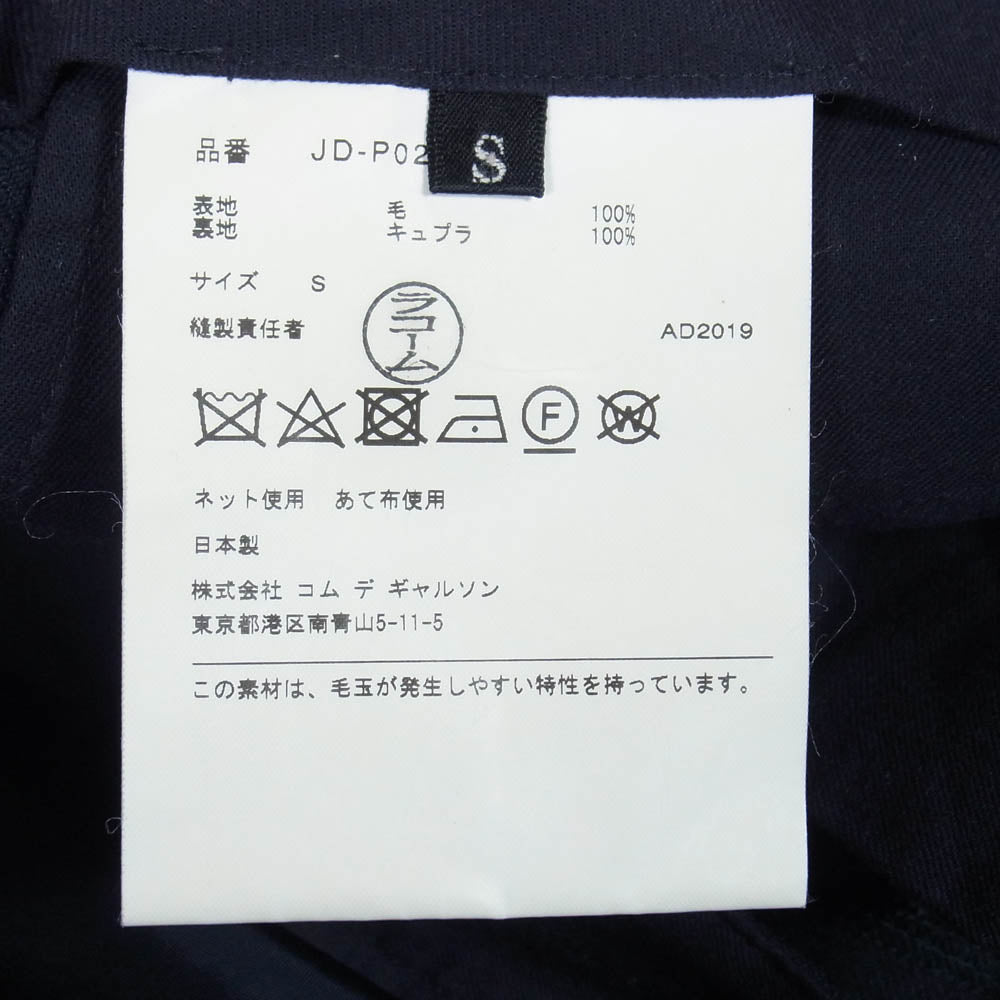 品番 JD-P02
S
表地 毛 100%
裏地 キュプラ 100%
サイズ S
縫製責任者 ラコーム AD2019
F W
ネット使用 あて布使用
日本製
株式会社 コム デ ギャルソン
東京都港区南青山5-11-5
この素材は、毛玉が発生しやすい特性を持っています。